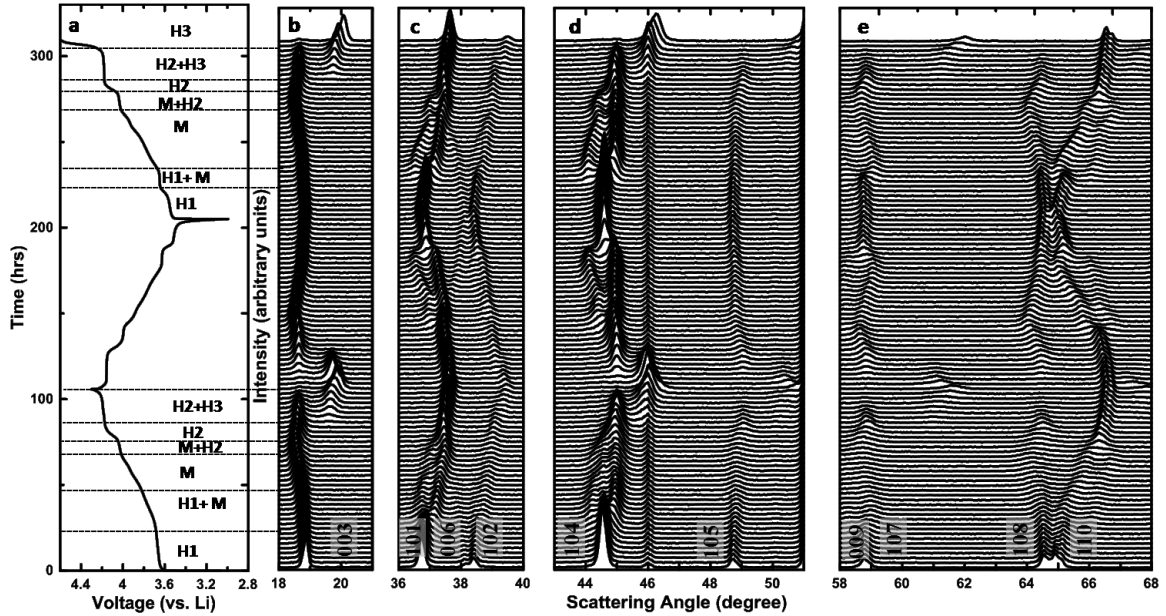 a
b
c
d
e
H3
H2+H3
H2
M+H2
M
H1+ M
H1
H2+H3
H2
M+H2
M
H1+ M
H1
300
200
100
0
Time (hrs)
4.4 4 3.6 3.2 2.8
Voltage (vs. Li)
Intensity (arbitrary units)
003
101
006
102
104
105
009
107
108
110
18 20
36 38 40
44 46 48 50
58 60 62 64 66 68
Scattering Angle (degree)